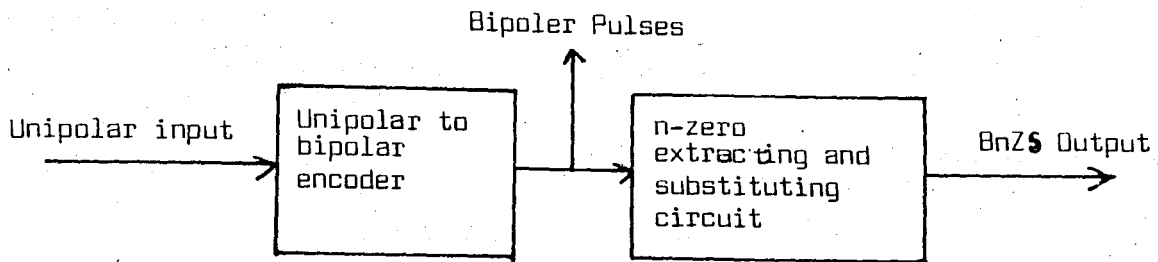 Bipoler Pulses
Unipolar input
Unipolar to
bipolar
encoder
n-zero
extracting and
substituting
circuit
BnZS Output